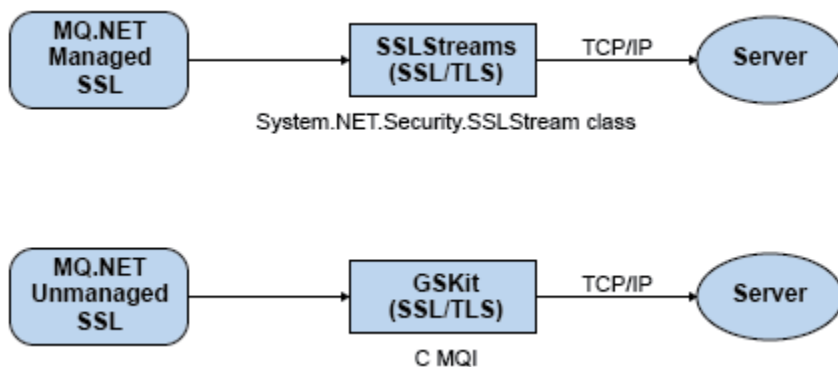 MQ.NET
Managed
SSL
SSLStreams
(SSL/TLS)
TCP/IP
Server
System.NET.Security.SSLStream class
MQ.NET
Unmanaged
SSL
GSKit
(SSL/TLS)
TCP/IP
Server
C MQI